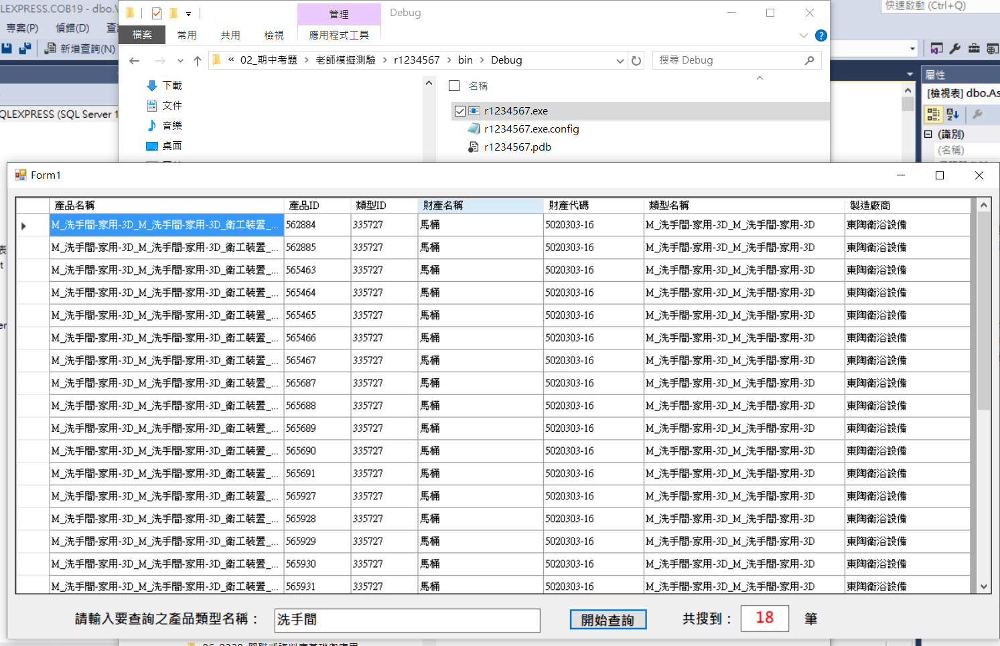 LEXPRESS.COB19 - dbo.V
管理
Debug
快速啟動 (Ctrl+Q)
專案(P) 偵錯(D)
檔案 常用 共用 檢視 應用程式工具
新增查詢(N)
« 02_期中考題 > 老師模擬測驗 > r1234567 > bin > Debug
搜尋 Debug
下載
名稱
屬性
文件
r1234567.exe
[檢視表] dbo.As
QLEXPRESS (SQL Server 1
音樂
r1234567.exe.config
(識別)
桌面
r1234567.pdb
(名稱)
Form1
產品名稱 產品ID 類型ID 財產名稱 財產代碼 類型名稱 製造廠商
M_洗手間-家用-3D_M_洗手間-家用-3D_衛工裝置_... 562884 335727 馬桶 5020303-16 M_洗手間-家用-3D_M_洗手間-家用-3D 東陶衛浴設備
M_洗手間-家用-3D_M_洗手間-家用-3D_衛工裝置_... 562885 335727 馬桶 5020303-16 M_洗手間-家用-3D_M_洗手間-家用-3D 東陶衛浴設備
M_洗手間-家用-3D_M_洗手間-家用-3D_衛工裝置_... 565463 335727 馬桶 5020303-16 M_洗手間-家用-3D_M_洗手間-家用-3D 東陶衛浴設備
M_洗手間-家用-3D_M_洗手間-家用-3D_衛工裝置_... 565464 335727 馬桶 5020303-16 M_洗手間-家用-3D_M_洗手間-家用-3D 東陶衛浴設備
M_洗手間-家用-3D_M_洗手間-家用-3D_衛工裝置_... 565465 335727 馬桶 5020303-16 M_洗手間-家用-3D_M_洗手間-家用-3D 東陶衛浴設備
M_洗手間-家用-3D_M_洗手間-家用-3D_衛工裝置_... 565466 335727 馬桶 5020303-16 M_洗手間-家用-3D_M_洗手間-家用-3D 東陶衛浴設備
M_洗手間-家用-3D_M_洗手間-家用-3D_衛工裝置_... 565467 335727 馬桶 5020303-16 M_洗手間-家用-3D_M_洗手間-家用-3D 東陶衛浴設備
M_洗手間-家用-3D_M_洗手間-家用-3D_衛工裝置_... 565687 335727 馬桶 5020303-16 M_洗手間-家用-3D_M_洗手間-家用-3D 東陶衛浴設備
M_洗手間-家用-3D_M_洗手間-家用-3D_衛工裝置_... 565688 335727 馬桶 5020303-16 M_洗手間-家用-3D_M_洗手間-家用-3D 東陶衛浴設備
M_洗手間-家用-3D_M_洗手間-家用-3D_衛工裝置_... 565689 335727 馬桶 5020303-16 M_洗手間-家用-3D_M_洗手間-家用-3D 東陶衛浴設備
M_洗手間-家用-3D_M_洗手間-家用-3D_衛工裝置_... 565690 335727 馬桶 5020303-16 M_洗手間-家用-3D_M_洗手間-家用-3D 東陶衛浴設備
M_洗手間-家用-3D_M_洗手間-家用-3D_衛工裝置_... 565691 335727 馬桶 5020303-16 M_洗手間-家用-3D_M_洗手間-家用-3D 東陶衛浴設備
M_洗手間-家用-3D_M_洗手間-家用-3D_衛工裝置_... 565927 335727 馬桶 5020303-16 M_洗手間-家用-3D_M_洗手間-家用-3D 東陶衛浴設備
M_洗手間-家用-3D_M_洗手間-家用-3D_衛工裝置_... 565928 335727 馬桶 5020303-16 M_洗手間-家用-3D_M_洗手間-家用-3D 東陶衛浴設備
M_洗手間-家用-3D_M_洗手間-家用-3D_衛工裝置_... 565929 335727 馬桶 5020303-16 M_洗手間-家用-3D_M_洗手間-家用-3D 東陶衛浴設備
M_洗手間-家用-3D_M_洗手間-家用-3D_衛工裝置_... 565930 335727 馬桶 5020303-16 M_洗手間-家用-3D_M_洗手間-家用-3D 東陶衛浴設備
M_洗手間-家用-3D_M_洗手間-家用-3D_衛工裝置_... 565931 335727 馬桶 5020303-16 M_洗手間-家用-3D_M_洗手間-家用-3D 東陶衛浴設備
請輸入要查詢之產品類型名稱： 洗手間 開始查詢 共搜到： 18 筆